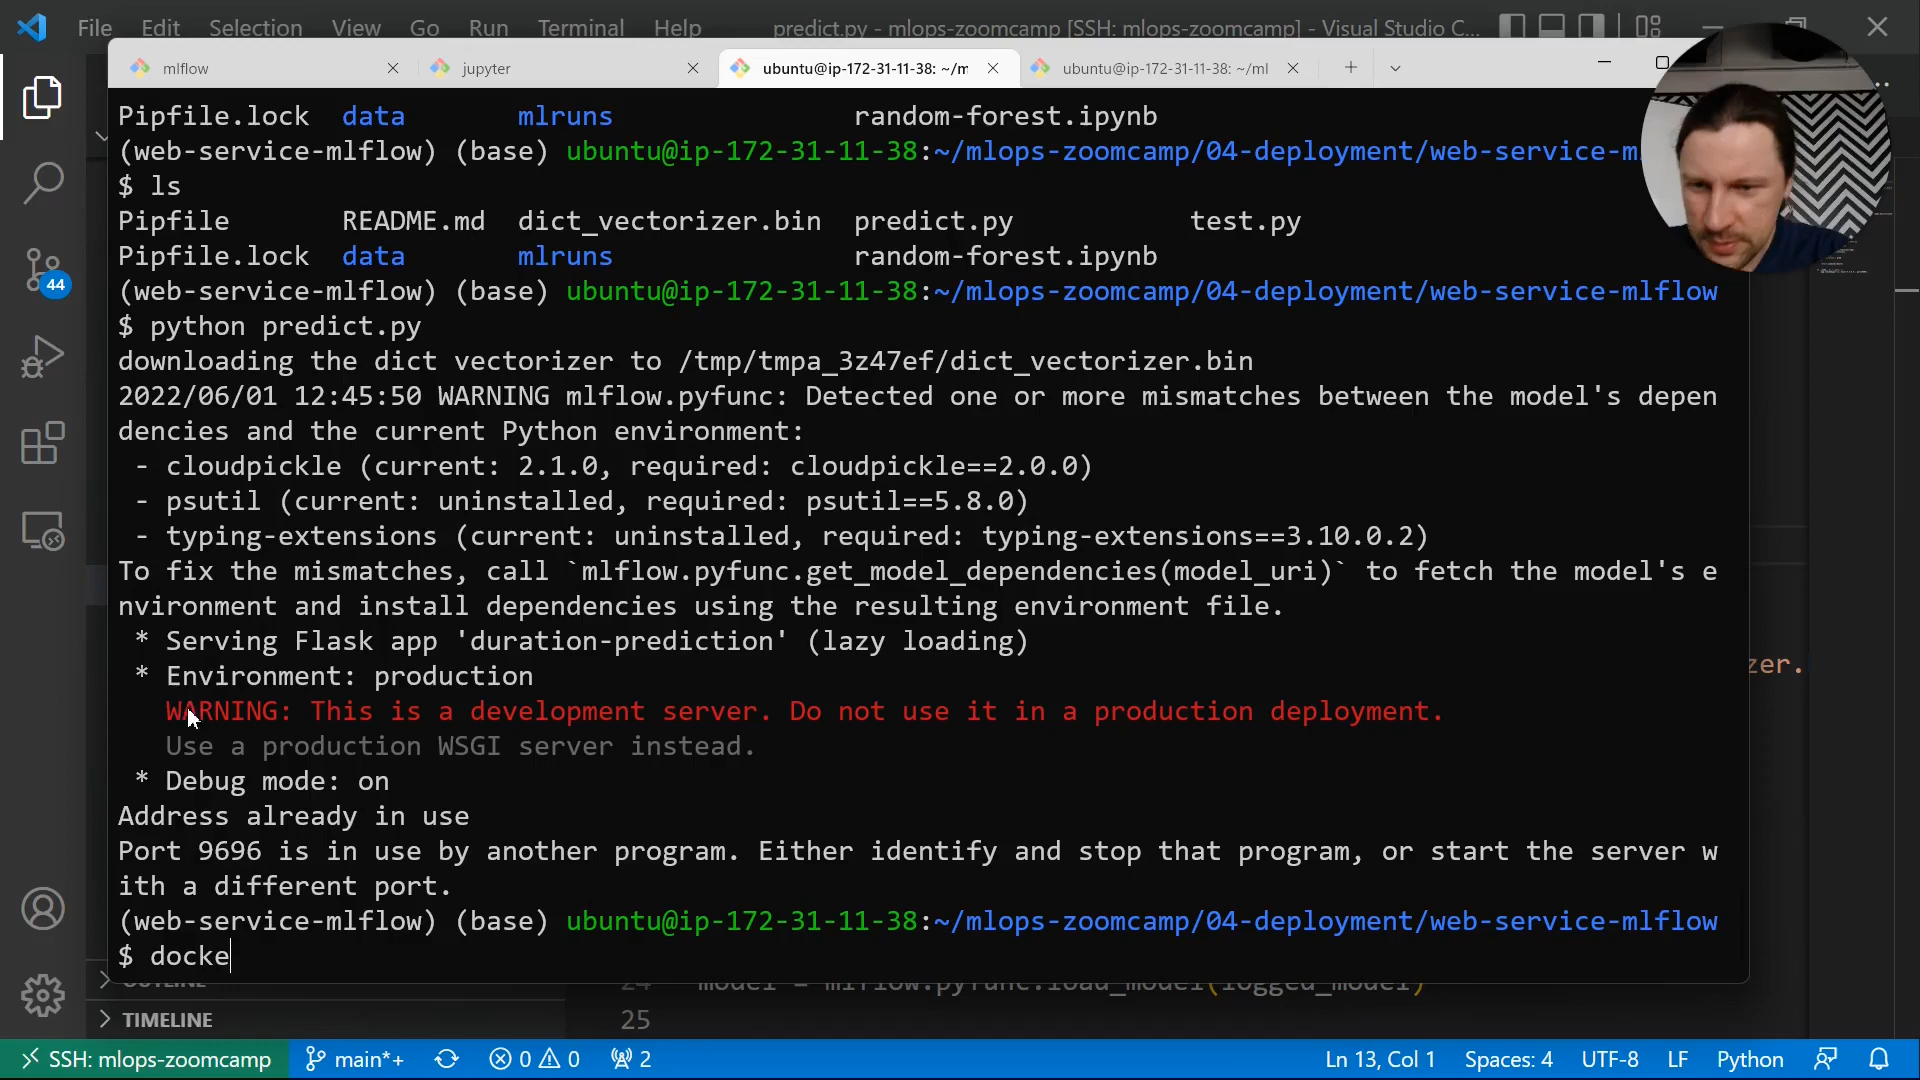 File Edit Selection View Go Run Terminal Help predict.py - mlops-zoomcamp [SSH: mlops-zoomcamp] - Visual Studio C...
mlflow jupyter ubuntu@ip-172-31-11-38: ~/m ubuntu@ip-172-31-11-38: ~/ml
Pipfile.lock data mlruns random-forest.ipynb
(web-service-mlflow) (base) ubuntu@ip-172-31-11-38:~/mlops-zoomcamp/04-deployment/web-service-m
$ ls
Pipfile README.md dict_vectorizer.bin predict.py test.py
Pipfile.lock data mlruns random-forest.ipynb
(web-service-mlflow) (base) ubuntu@ip-172-31-11-38:~/mlops-zoomcamp/04-deployment/web-service-mlflow
$ python predict.py
downloading the dict vectorizer to /tmp/tmpa_3z47ef/dict_vectorizer.bin
2022/06/01 12:45:50 WARNING mlflow.pyfunc: Detected one or more mismatches between the model's depen
dencies and the current Python environment:
- cloudpickle (current: 2.1.0, required: cloudpickle==2.0.0)
- psutil (current: uninstalled, required: psutil==5.8.0)
- typing-extensions (current: uninstalled, required: typing-extensions==3.10.0.2)
To fix the mismatches, call `mlflow.pyfunc.get_model_dependencies(model_uri)` to fetch the model's e
nvironment and install dependencies using the resulting environment file.
* Serving Flask app 'duration-prediction' (lazy loading)
* Environment: production
zer.
WARNING: This is a development server. Do not use it in a production deployment.
Use a production WSGI server instead.
* Debug mode: on
Address already in use
Port 9696 is in use by another program. Either identify and stop that program, or start the server w
ith a different port.
(web-service-mlflow) (base) ubuntu@ip-172-31-11-38:~/mlops-zoomcamp/04-deployment/web-service-mlflow
$ docke
OUTLINE 24 model = mlflow.pyfunc.load_model(logged_model)
TIMELINE 25
44
SSH: mlops-zoomcamp main*+ 0 0 2 Ln 13, Col 1 Spaces: 4 UTF-8 LF Python